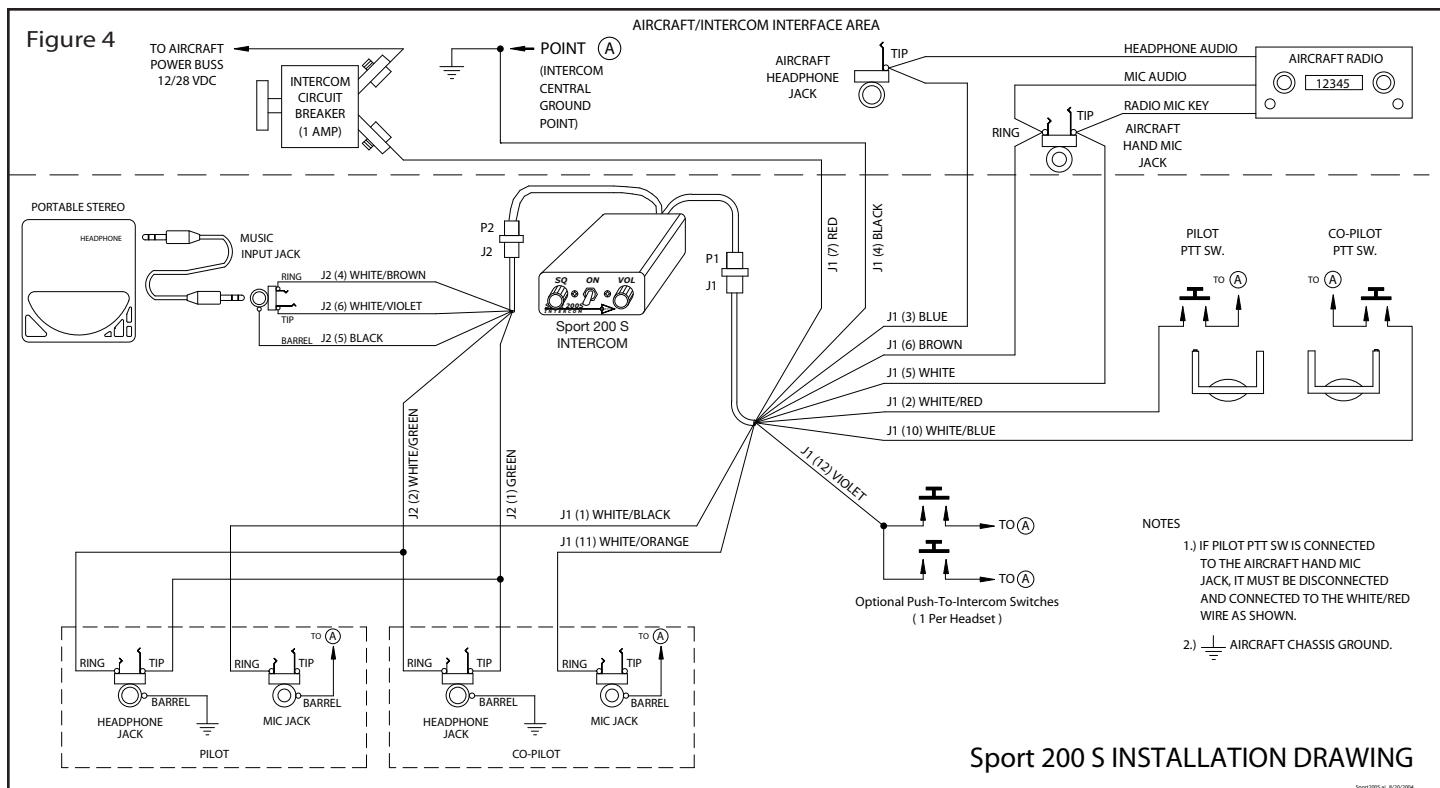 Figure 4
AIRCRAFT/INTERCOM INTERFACE AREA
TO AIRCRAFT
POWER BUSS
12/28 VDC
INTERCOM
CIRCUIT
BREAKER
(1 AMP)
POINT A
(INTERCOM
CENTRAL
GROUND
POINT)
AIRCRAFT
HEADPHONE
JACK
TIP
HEADPHONE AUDIO
MIC AUDIO
RADIO MIC KEY
AIRCRAFT RADIO
12345
RING
TIP
AIRCRAFT
HAND MIC
JACK
PORTABLE STEREO
HEADPHONE
MUSIC
INPUT JACK
RING
J2 (4) WHITE/BROWN
J2 (6) WHITE/VIOLET
TIP
BARREL
J2 (5) BLACK
P2
J2
SQ
ON
VOL
INTERCOM
Sport 200 S
INTERCOM
P1
J1
J1 (7) RED
J1 (4) BLACK
J1 (3) BLUE
J1 (6) BROWN
J1 (5) WHITE
J1 (2) WHITE/RED
J1 (10) WHITE/BLUE
PILOT
PTT SW.
TO A
CO-PILOT
PTT SW.
TO A
J2 (2) WHITE/GREEN
J2 (1) GREEN
J1 (12) VIOLET
J1 (1) WHITE/BLACK
J1 (11) WHITE/ORANGE
TO A
TO A
Optional Push-To-Intercom Switches
( 1 Per Headset )
NOTES
1.) IF PILOT PTT SW IS CONNECTED
TO THE AIRCRAFT HAND MIC
JACK, IT MUST BE DISCONNECTED
AND CONNECTED TO THE WHITE/RED
WIRE AS SHOWN.
2.) AIRCRAFT CHASSIS GROUND.
RING
TIP
BARREL
HEADPHONE
JACK
RING
TIP
TO A
BARREL
MIC JACK
PILOT
RING
TIP
BARREL
HEADPHONE
JACK
RING
TIP
TO A
BARREL
MIC JACK
CO-PILOT
Sport 200 S INSTALLATION DRAWING
Sport200S.ai 8/20/2004